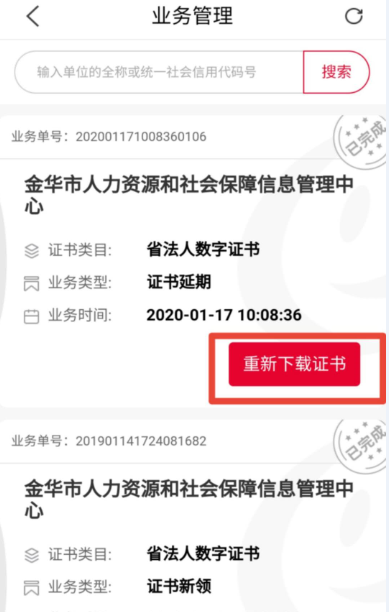 业务管理
输入单位的全称或统一社会信用代码号
搜索
业务单号：202001171008360106
已完成
金华市人力资源和社会保障信息管理中
心
证书类目：
省法人数字证书
业务类型：
证书延期
业务时间：
2020-01-17 10:08:36
重新下载证书
业务单号：201901141724081682
已完成
金华市人力资源和社会保障信息管理中
心
证书类目：
省法人数字证书
业务类型：
证书新领